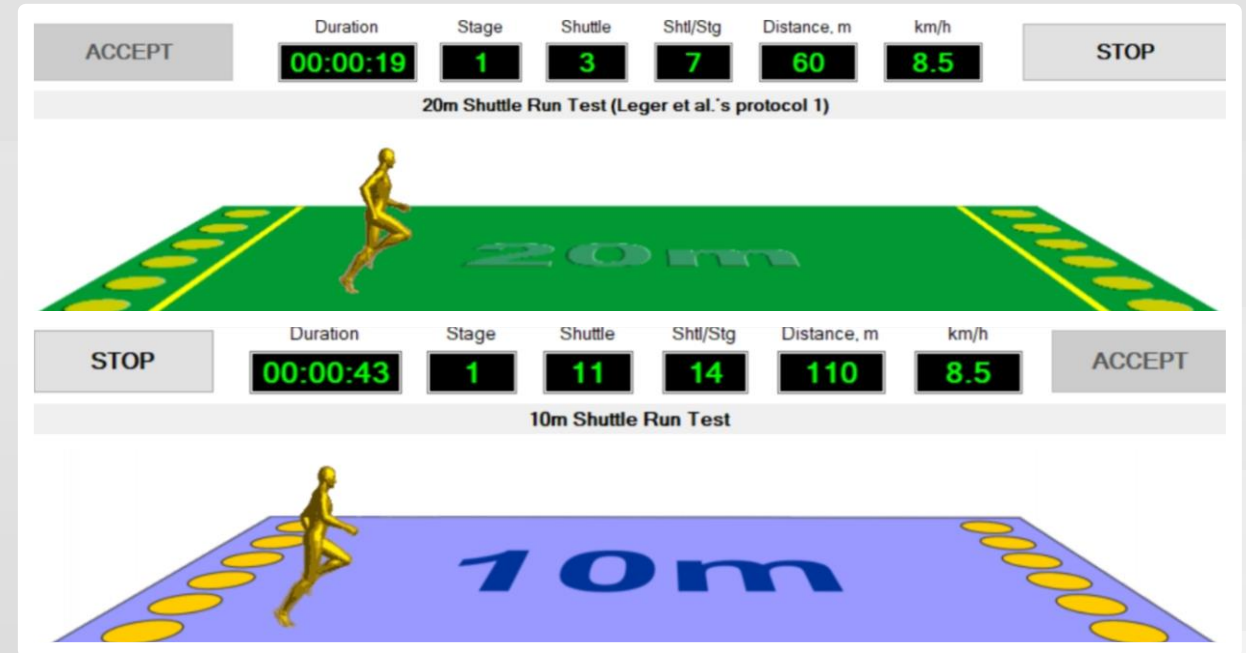 Duration Stage Shuttle Shtl/Stg Distance, m km/h
ACCEPT 00:00:19 1 3 7 60 8.5 STOP
20m Shuttle Run Test (Leger et al.'s protocol 1)
20m
Duration Stage Shuttle Shtl/Stg Distance, m km/h
STOP 00:00:43 1 11 14 110 8.5 ACCEPT
10m Shuttle Run Test
10m